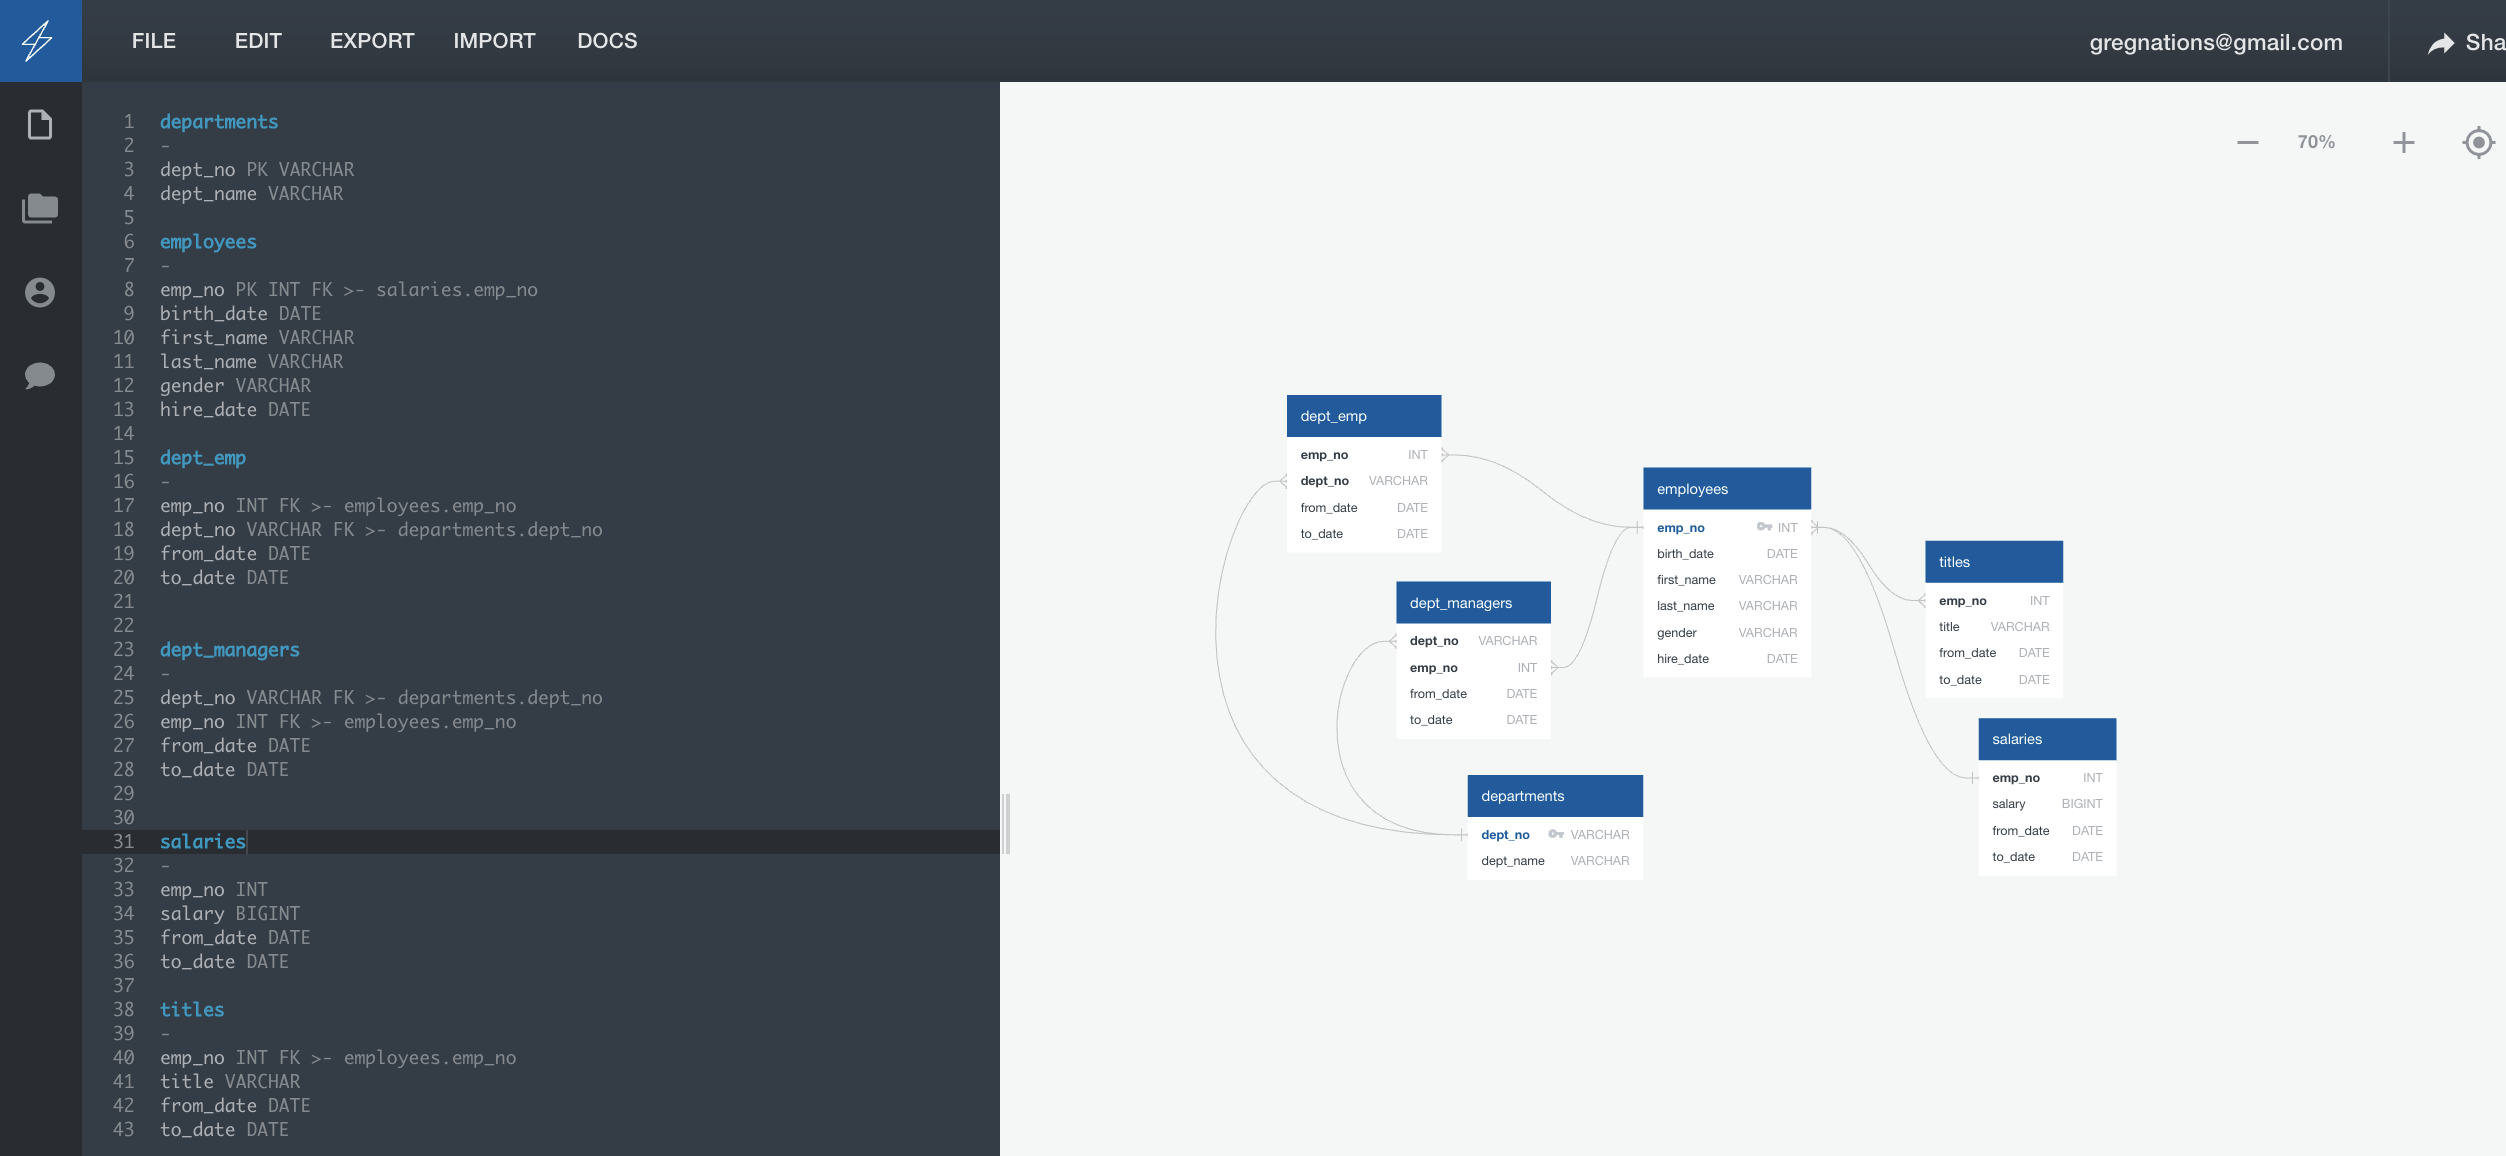 FILE EDIT EXPORT IMPORT DOCS gregnations@gmail.com Sha
1 departments
2 -
3 dept_no PK VARCHAR
4 dept_name VARCHAR
5
6 employees
7 -
8 emp_no PK INT FK >- salaries.emp_no
9 birth_date DATE
10 first_name VARCHAR
11 last_name VARCHAR
12 gender VARCHAR
13 hire_date DATE
14
15 dept_emp
16 -
17 emp_no INT FK >- employees.emp_no
18 dept_no VARCHAR FK >- departments.dept_no
19 from_date DATE
20 to_date DATE
21
22
23 dept_managers
24 -
25 dept_no VARCHAR FK >- departments.dept_no
26 emp_no INT FK >- employees.emp_no
27 from_date DATE
28 to_date DATE
29
30
31 salaries
32 -
33 emp_no INT
34 salary BIGINT
35 from_date DATE
36 to_date DATE
37
38 titles
39 -
40 emp_no INT FK >- employees.emp_no
41 title VARCHAR
42 from_date DATE
43 to_date DATE
70%
dept_emp
emp_no INT
dept_no VARCHAR
from_date DATE
to_date DATE
employees
emp_no INT
birth_date DATE
first_name VARCHAR
last_name VARCHAR
gender VARCHAR
hire_date DATE
titles
emp_no INT
title VARCHAR
from_date DATE
to_date DATE
dept_managers
dept_no VARCHAR
emp_no INT
from_date DATE
to_date DATE
salaries
emp_no INT
salary BIGINT
from_date DATE
to_date DATE
departments
dept_no VARCHAR
dept_name VARCHAR